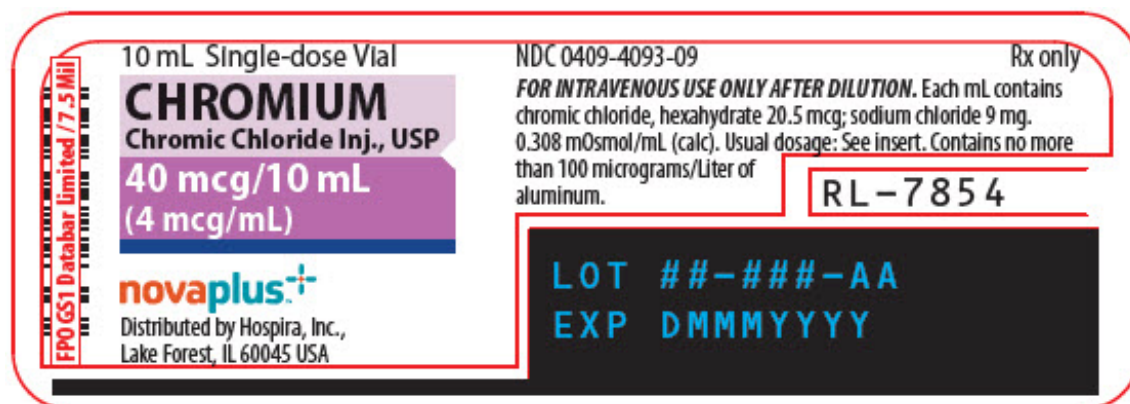 FPO GS1 Databar Limited / 7.5 Mil
10 mL Single-dose Vial
CHROMIUM
Chromic Chloride Inj., USP
40 mcg/10 mL
(4 mcg/mL)
novaplus™
Distributed by Hospira, Inc.,
Lake Forest, IL 60045 USA
NDC 0409-4093-09 Rx only
FOR INTRAVENOUS USE ONLY AFTER DILUTION. Each mL contains
chromic chloride, hexahydrate 20.5 mcg; sodium chloride 9 mg.
0.308 mOsmol/mL (calc). Usual dosage: See insert. Contains no more
than 100 micrograms/Liter of
aluminum.
RL-7854
LOT ##-###-AA
EXP DMMMYYYY